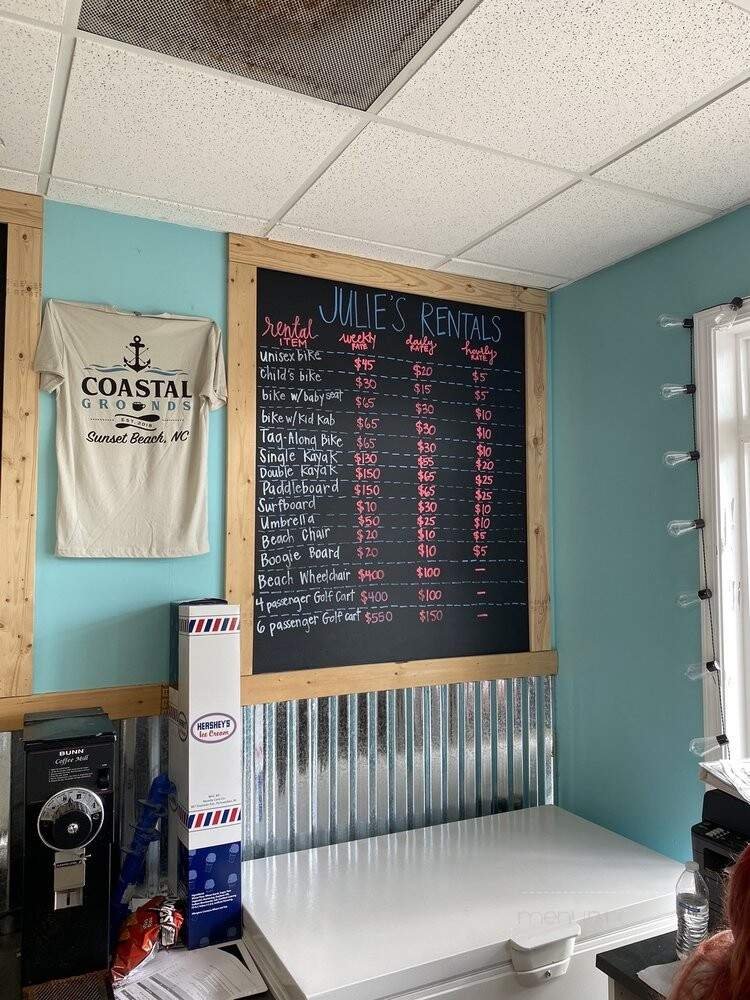 JULIE'S RENTALS
rental ITEM weekly RATE daily RATE hourly RATE
unisex bike $45 $20 $5
child's bike $30 $15 $5
bike w/baby seat $65 $30 $10
bike w/kid kab $65 $30 $10
Tag-Along Bike $65 $30 $10
Single Kayak $130 $55 $20
Double Kayak $150 $65 $25
Paddleboard $150 $65 $25
Surfboard $70 $30 $10
Umbrella $50 $25 $10
Beach Chair $20 $10 $5
Boogie Board $20 $10 $5
Beach Wheelchair $400 $100 -
4 passenger Golf Cart $400 $100 -
6 passenger Golf Cart $550 $150 -
COASTAL
GROUNDS
EST. 2018
Sunset Beach, NC
HERSHEY'S
Ice Cream
BUNN
Coffee Mill